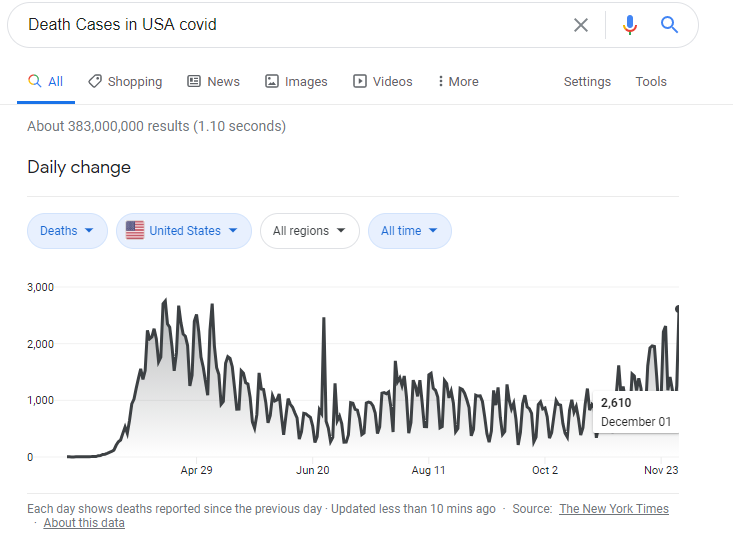 Death Cases in USA covid
All Shopping News Images Videos More Settings Tools
About 383,000,000 results (1.10 seconds)
Daily change
Deaths United States All regions All time
3,000
2,000
1,000
0
2,610
December 01
Apr 29 Jun 20 Aug 11 Oct 2 Nov 23
Each day shows deaths reported since the previous day · Updated less than 10 mins ago · Source: The New York Times
· About this data